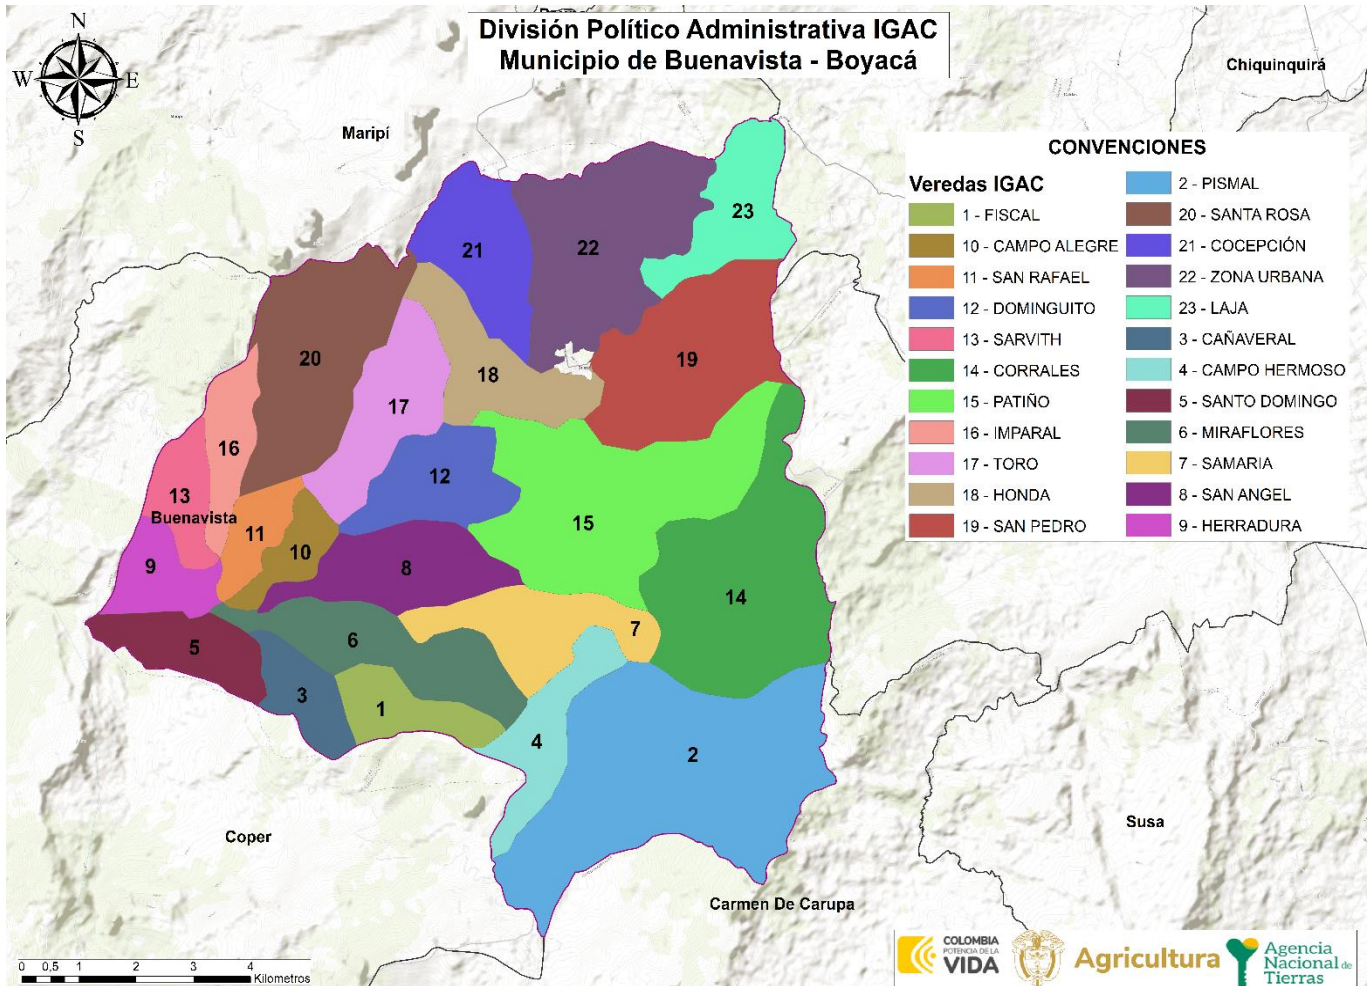 División Político Administrativa IGAC
Municipio de Buenavista - Boyacá
N
W
E
S
Chiquinquirá
Maripí
CONVENCIONES
Veredas IGAC
1 - FISCAL
10 - CAMPO ALEGRE
11 - SAN RAFAEL
12 - DOMINGUITO
13 - SARVITH
14 - CORRALES
15 - PATIÑO
16 - IMPARAL
17 - TORO
18 - HONDA
19 - SAN PEDRO
2 - PISMAL
20 - SANTA ROSA
21 - COCEPCIÓN
22 - ZONA URBANA
23 - LAJA
3 - CAÑAVERAL
4 - CAMPO HERMOSO
5 - SANTO DOMINGO
6 - MIRAFLORES
7 - SAMARIA
8 - SAN ANGEL
9 - HERRADURA
23
21
22
20
19
18
17
16
12
13
Buenavista
15
11
10
9
8
14
7
6
5
3
1
4
2
Coper
Susa
Carmen De Carupa
0 0,5 1 2 3 4
Kilometros
COLOMBIA
POTENCIA DE LA
VIDA
Agricultura
Agencia
Nacional de
Tierras